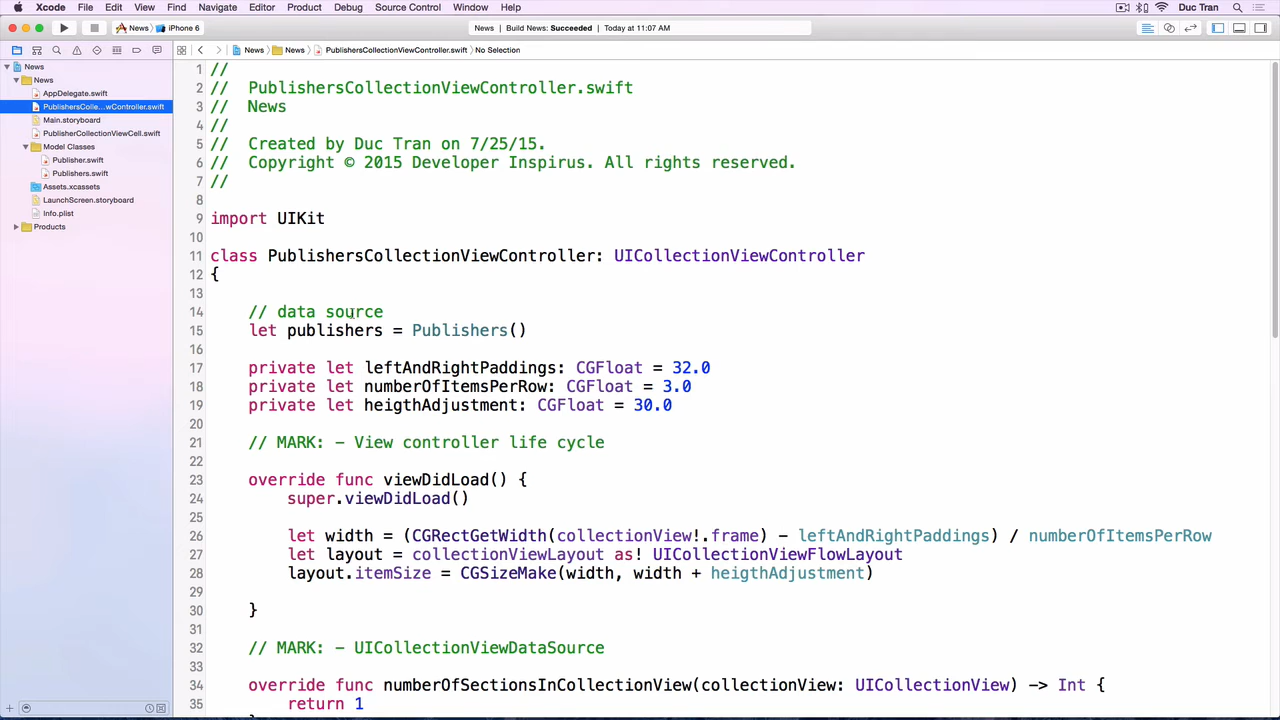 Xcode File Edit View Find Navigate Editor Product Debug Source Control Window Help Duc Tran
News iPhone 6 News Build News: Succeeded Today at 11:07 AM
News News PublishersCollectionViewController.swift No Selection
News
News
AppDelegate.swift
PublishersColle...wController.swift
Main.storyboard
PublisherCollectionViewCell.swift
Model Classes
Publisher.swift
Publishers.swift
Assets.xcassets
LaunchScreen.storyboard
Info.plist
Products
1 //
2 // PublishersCollectionViewController.swift
3 // News
4 //
5 // Created by Duc Tran on 7/25/15.
6 // Copyright © 2015 Developer Inspirus. All rights reserved.
7 //
8
9 import UIKit
10
11 class PublishersCollectionViewController: UICollectionViewController
12 {
13
14 // data source
15 let publishers = Publishers()
16
17 private let leftAndRightPaddings: CGFloat = 32.0
18 private let numberOfItemsPerRow: CGFloat = 3.0
19 private let heigthAdjustment: CGFloat = 30.0
20
21 // MARK: - View controller life cycle
22
23 override func viewDidLoad() {
24 super.viewDidLoad()
25
26 let width = (CGRectGetWidth(collectionView!.frame) - leftAndRightPaddings) / numberOfItemsPerRow
27 let layout = collectionViewLayout as! UICollectionViewFlowLayout
28 layout.itemSize = CGSizeMake(width, width + heigthAdjustment)
29
30 }
31
32 // MARK: - UICollectionViewDataSource
33
34 override func numberOfSectionsInCollectionView(collectionView: UICollectionView) -> Int {
35 return 1